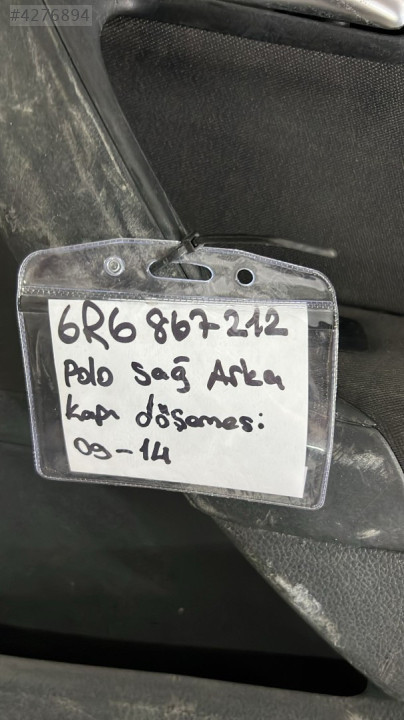 #4276894
6R6 867 212
Polo sağ Arka
kapı döşemesi
09-14